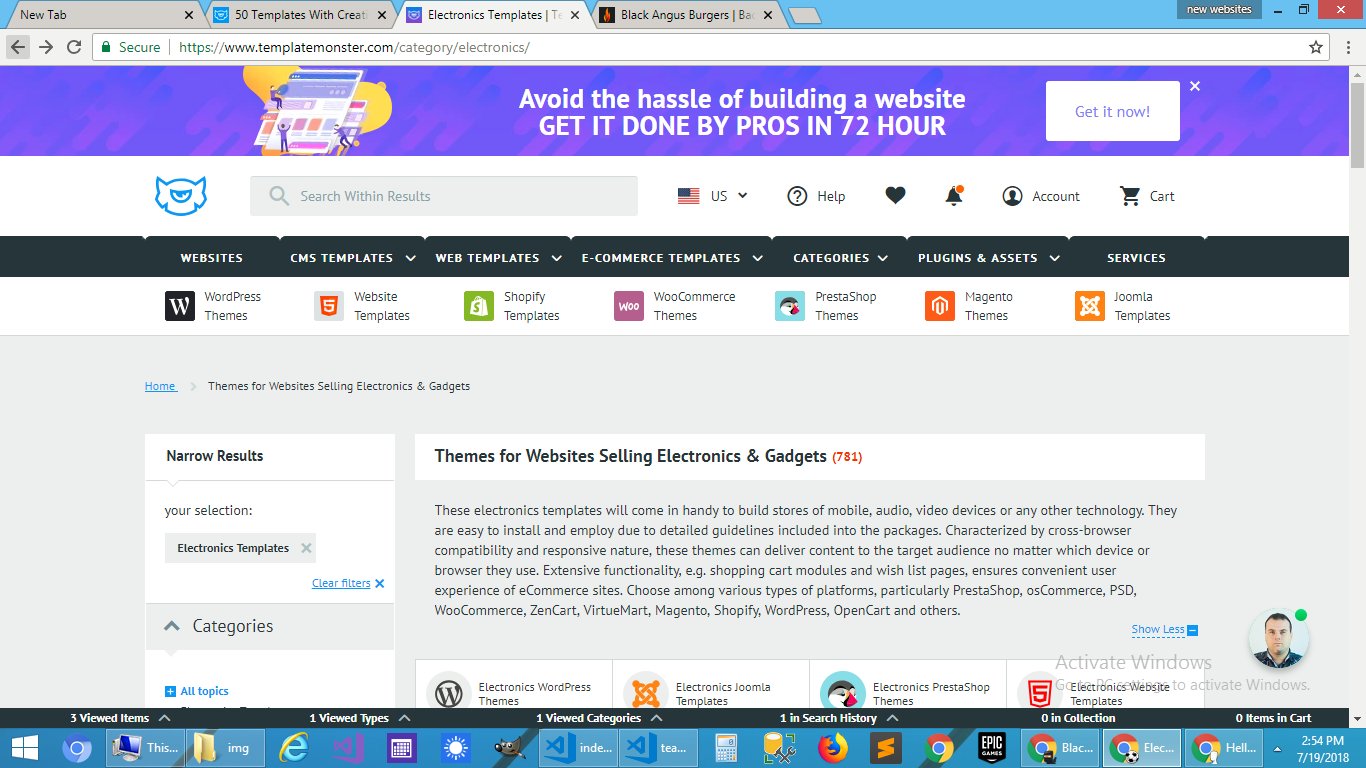 New Tab
50 Templates With Creati
Electronics Templates | Te
Black Angus Burgers | Bac
new websites
Secure
https://www.templatemonster.com/category/electronics/
Avoid the hassle of building a website
GET IT DONE BY PROS IN 72 HOUR
Get it now!
Search Within Results
US
Help
Account
Cart
WEBSITES
CMS TEMPLATES
WEB TEMPLATES
E-COMMERCE TEMPLATES
CATEGORIES
PLUGINS & ASSETS
SERVICES
WordPress
Themes
Website
Templates
Shopify
Templates
Woo
WooCommerce
Themes
PrestaShop
Themes
Magento
Themes
Joomla
Templates
Home
Themes for Websites Selling Electronics & Gadgets
Narrow Results
your selection:
Electronics Templates
Clear filters
Categories
All topics
Themes for Websites Selling Electronics & Gadgets (781)
These electronics templates will come in handy to build stores of mobile, audio, video devices or any other technology. They
are easy to install and employ due to detailed guidelines included into the packages. Characterized by cross-browser
compatibility and responsive nature, these themes can deliver content to the target audience no matter which device or
browser they use. Extensive functionality, e.g. shopping cart modules and wish list pages, ensures convenient user
experience of eCommerce sites. Choose among various types of platforms, particularly PrestaShop, osCommerce, PSD,
WooCommerce, ZenCart, VirtueMart, Magento, Shopify, WordPress, OpenCart and others.
Show Less
Electronics WordPress
Themes
Electronics Joomla
Templates
Electronics PrestaShop
Themes
Electronics Website
Templates
Activate Windows
Go to PC settings to activate Windows.
3 Viewed Items
1 Viewed Types
1 Viewed Categories
1 in Search History
0 in Collection
0 Items in Cart
This...
img
inde...
tea...
EPIC
GAMES
Blac...
Elec...
Hell...
2:54 PM
7/19/2018